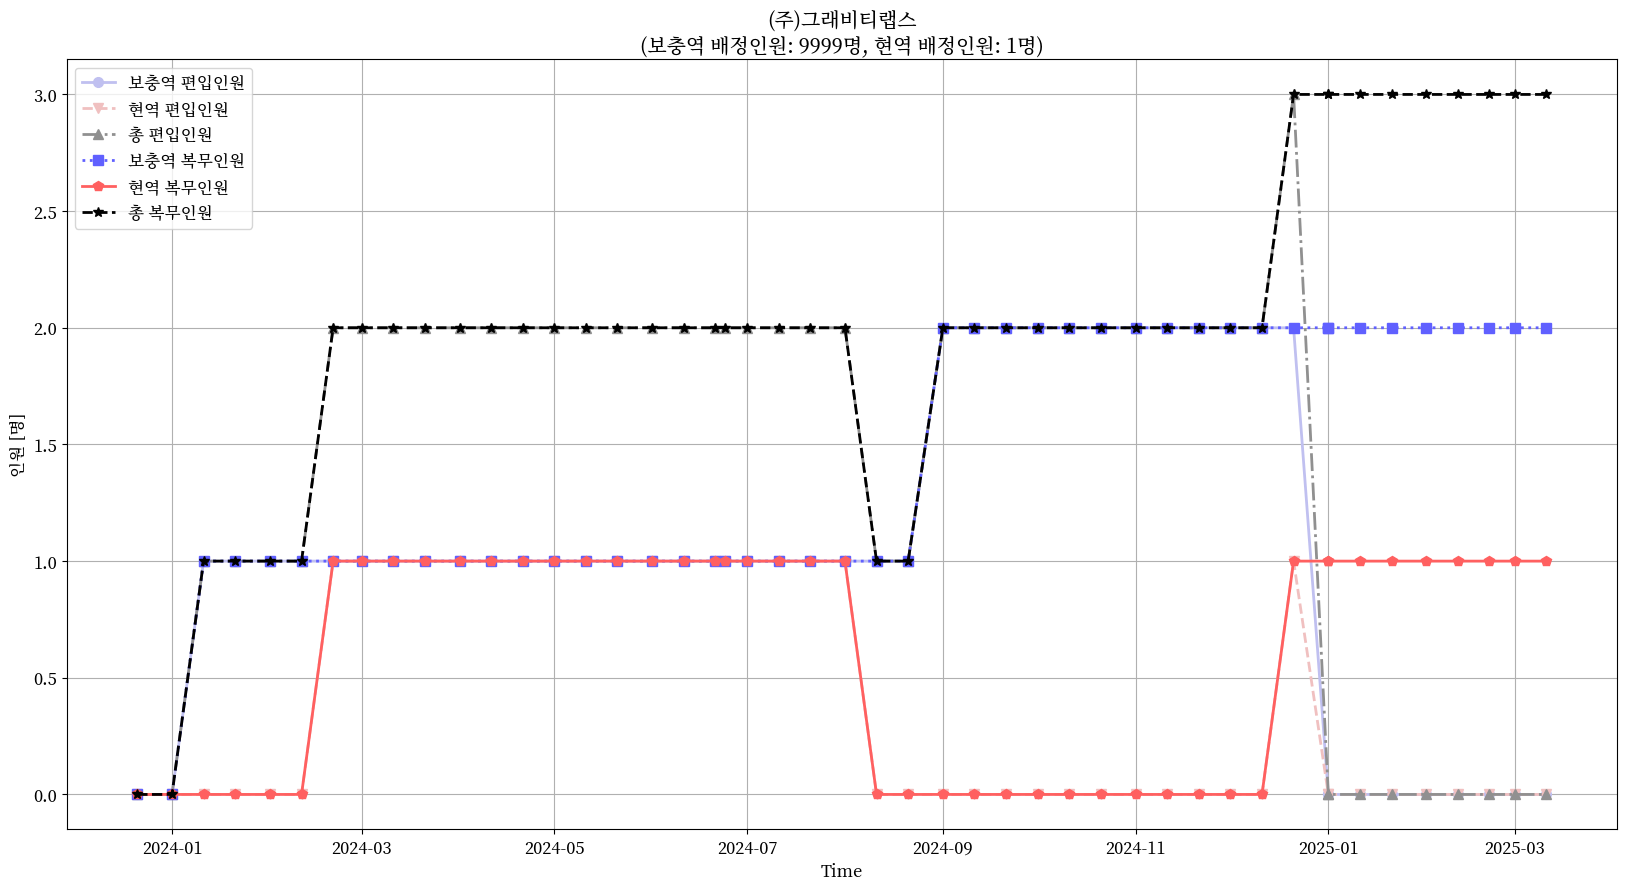 (주)그래비티랩스
(보충역 배정인원: 9999명, 현역 배정인원: 1명)
보충역 편입인원
현역 편입인원
총 편입인원
보충역 복무인원
현역 복무인원
총 복무인원
인원 [명]
3.0
2.5
2.0
1.5
1.0
0.5
0.0
2024-01
2024-03
2024-05
2024-07
2024-09
2024-11
2025-01
2025-03
Time